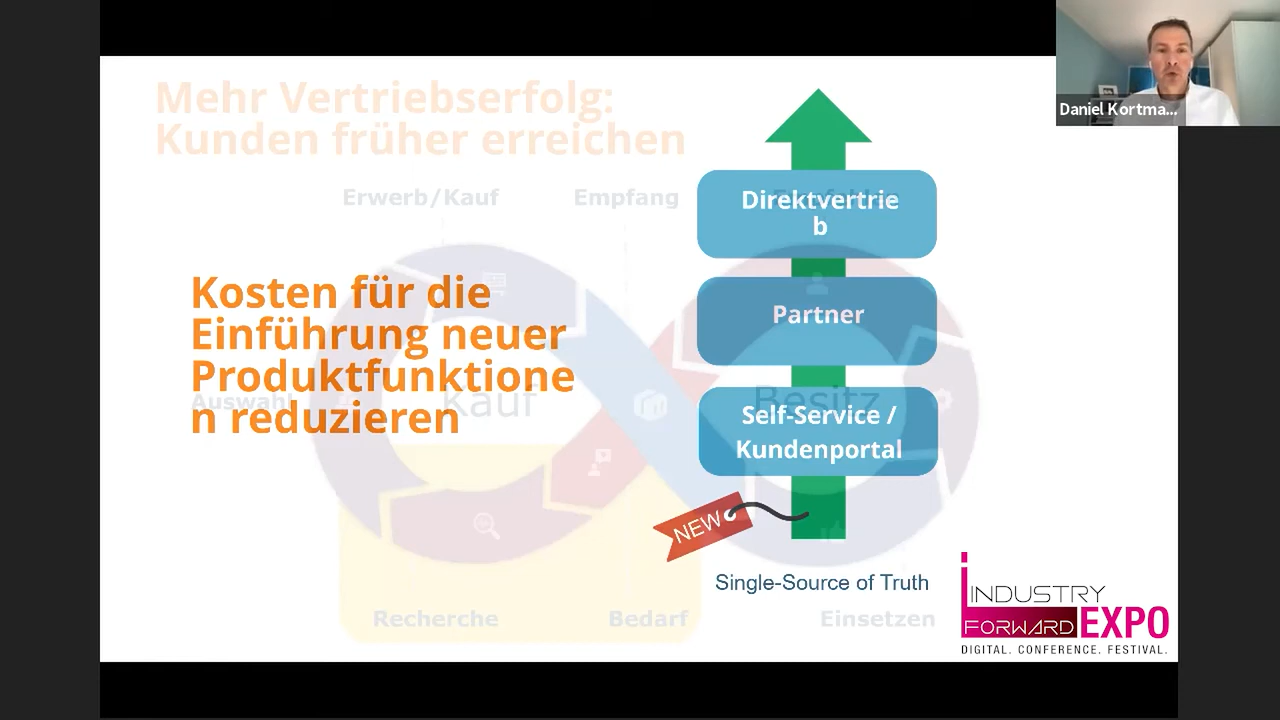 Mehr Vertriebserfolg:
Kunden früher erreichen
Daniel Kortma...
Erwerb/Kauf
Empfang
Direktvertrie
b
Kosten für die
Einführung neuer
Produktfunktione
n reduzieren
Partner
Auswahl
Kauf
Besitz
Self-Service /
Kundenportal
NEW
Single-Source of Truth
Recherche
Bedarf
Einsetzen
INDUSTRY
FORWARD EXPO
DIGITAL. CONFERENCE. FESTIVAL.